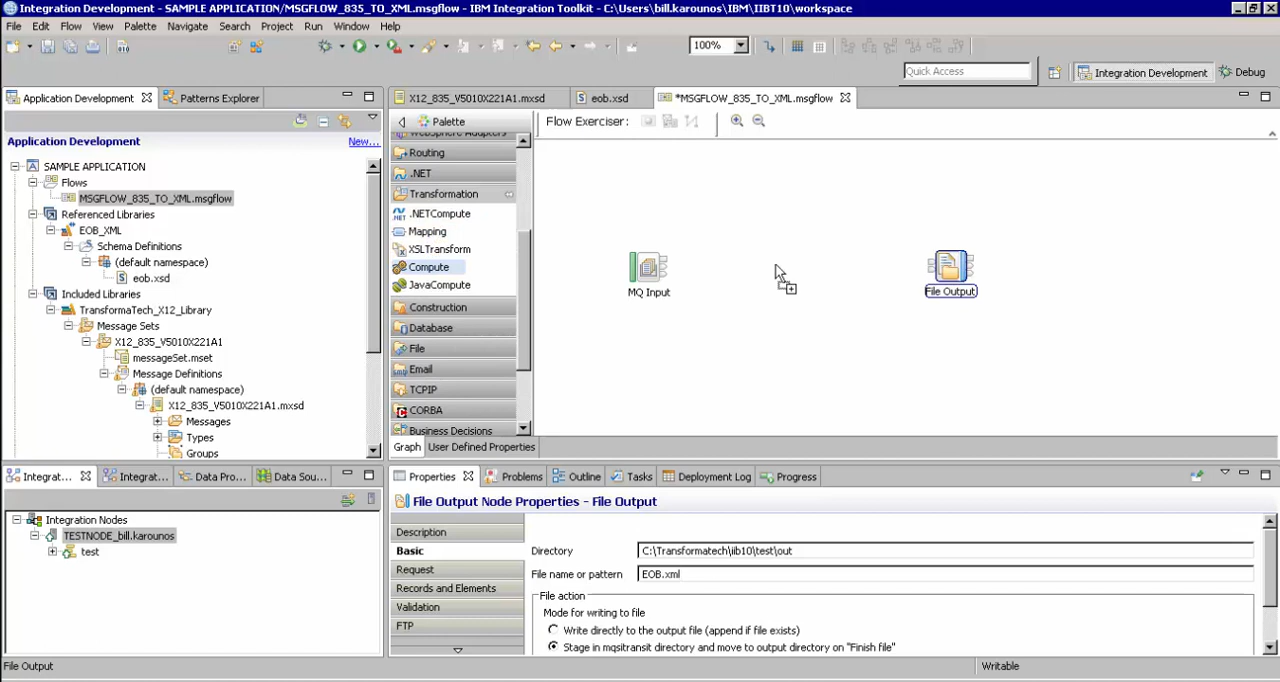 Integration Development - SAMPLE APPLICATION/MSGFLOW_835_TO_XML.msgflow - IBM Integration Toolkit - C:\Users\bill.karounos\IBM\IIBT10\workspace
File Edit View Palette Navigate Search Project Run Window Help
100%
Quick Access
Integration Development
Debug
Application Development
Patterns Explorer
Application Development
New...
SAMPLE APPLICATION
Flows
MSGFLOW_835_TO_XML.msgflow
Referenced Libraries
EOB_XML
Schema Definitions
(default namespace)
eob.xsd
Included Libraries
TransformaTech_X12_Library
Message Sets
X12_835_V5010X221A1
messageSet.mset
Message Definitions
(default namespace)
X12_835_V5010X221A1.mxsd
Messages
Types
Groups
X12_835_V5010X221A1.mxsd
eob.xsd
*MSGFLOW_835_TO_XML.msgflow
Palette
Flow Exerciser:
WebSphere Adapters
Routing
.NET
Transformation
.NETCompute
Mapping
XSLTransform
Compute
JavaCompute
Construction
Database
File
Email
TCPIP
CORBA
Business Decisions
MQ Input
File Output
Graph
User Defined Properties
Integrat...
Integrat...
Data Pro...
Data Sou...
Integration Nodes
TESTNODE_bill.karounos
test
Properties
Problems
Outline
Tasks
Deployment Log
Progress
File Output Node Properties - File Output
Description
Basic
Request
Records and Elements
Validation
FTP
Directory
C:\Transformatech\iib10\test\out
File name or pattern
EOB.xml
File action
Mode for writing to file
Write directly to the output file (append if file exists)
Stage in mqsitransit directory and move to output directory on "Finish file"
File Output
Writable